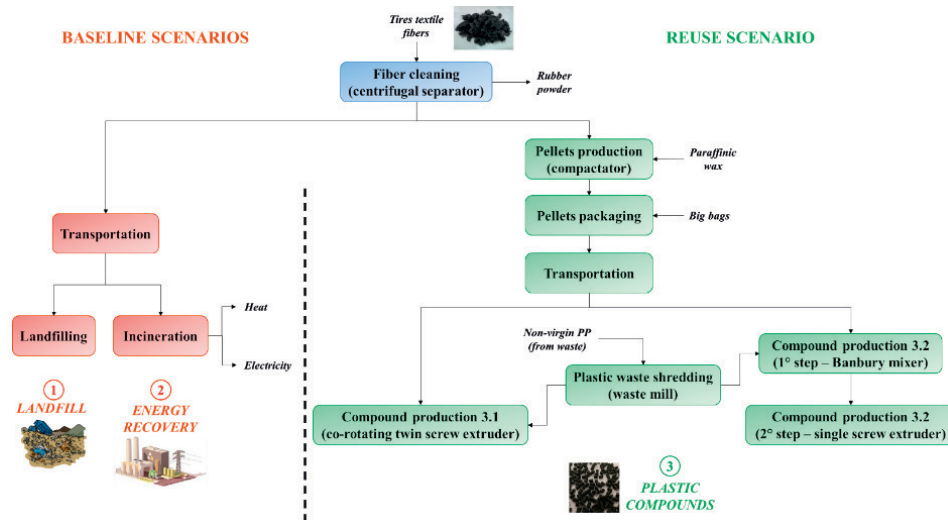 Tires textile
fibers
BASELINE SCENARIOS
REUSE SCENARIO
Fiber cleaning
(centrifugal separator)
Rubber
powder
Pellets production
(compactator)
Paraffinic
wax
Pellets packaging
Big bags
Transportation
Transportation
Landfilling
Incineration
Heat
Electricity
Non-virgin PP
(from waste)
Plastic waste shredding
(waste mill)
Compound production 3.2
(1° step – Banbury mixer)
Compound production 3.1
(co-rotating twin screw extruder)
Compound production 3.2
(2° step – single screw extruder)
1
LANDFILL
2
ENERGY
RECOVERY
3
PLASTIC
COMPOUNDS